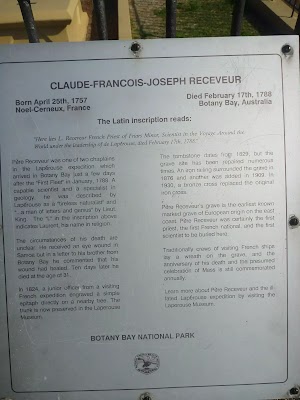 CLAUDE-FRANCOIS-JOSEPH RECEVEUR
Born April 25th, 1757
Noel-Cerneux, France
Died February 17th, 1788
Botany Bay, Australia
The Latin inscription reads:
"Here lies L. Receveur French Priest of Friars Minor, Scientist in the Voyage Around the
World under the leadership of de Lapérouse, died February 17th, 1788."
Père Receveur was one of two chaplains
in the Lapérouse expedition which
arrived in Botany Bay just a few days
after the "First Fleet" in January, 1788. A
capable scientist and a specialist in
geology, he was described by
Lapérouse as a "tireless naturalist" and
"...a man of letters and genius" by Lieut.
King. The "L" in the inscription above
indicates Laurent, his name in religion.
The circumstances of his death are
unclear. He received an eye wound in
Samoa but in a letter to his brother from
Botany Bay he commented that his
wound had healed. Ten days later he
died at the age of 31.
In 1824, a junior officer from a visiting
French expedition engraved a simple
epitaph directly on a nearby tree. The
trunk is now preserved in the Laperouse
Museum.
The tombstone dates from 1829, but the
grave site has been improved numerous
times. An iron railing surrounded the grave in
1876 and another was added in 1909. In
1930, a bronze cross replaced the original
iron cross.
Père Receveur's grave is the earliest known
marked grave of European origin on the east
coast. Père Receveur was certainly the first
priest, the first French national, and the first
scientist to be buried here.
Traditionally crews of visiting French ships
lay a wreath on the grave, and the
anniversary of his death and the presumed
celebration of Mass is still commemorated
annually.
Learn more about Père Receveur and the ill-
fated Lapérouse expedition by visiting the
Laperouse Museum.
BOTANY BAY NATIONAL PARK